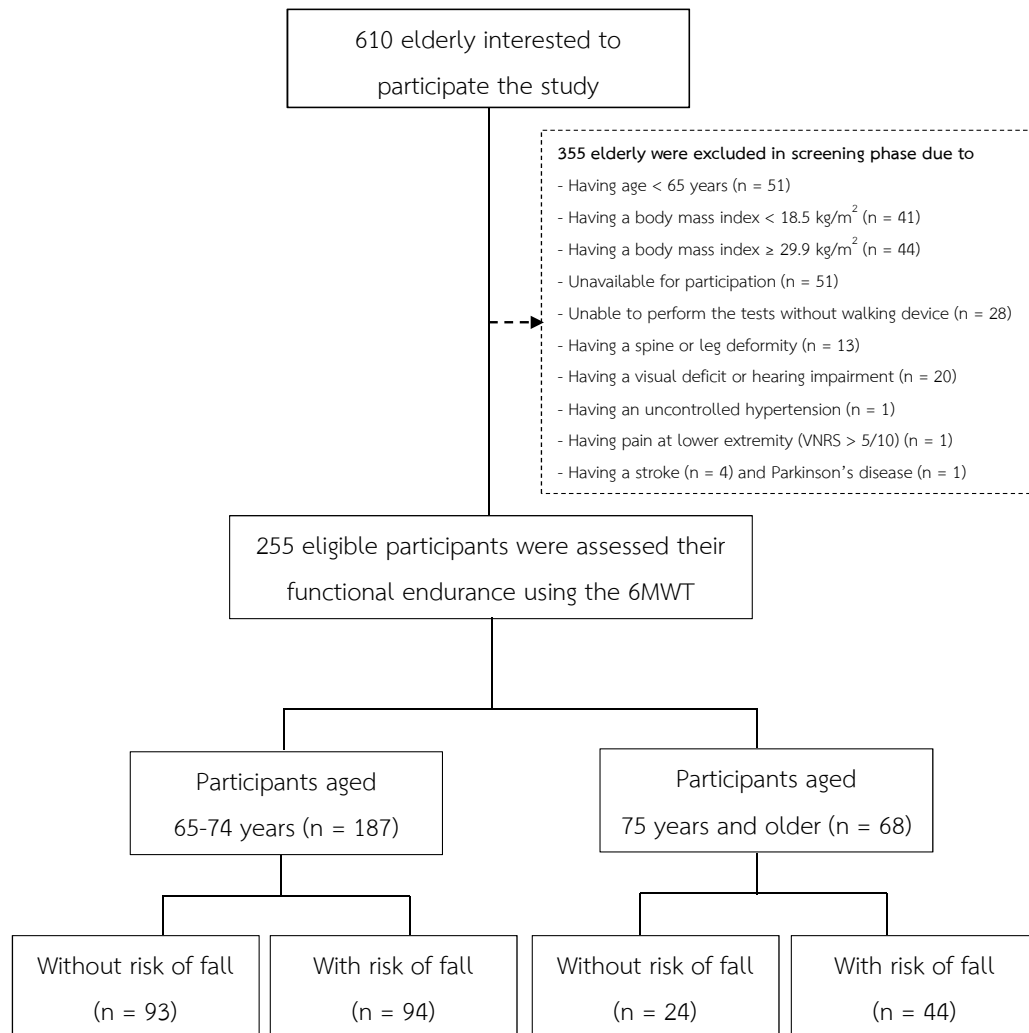 610 elderly interested to
participate the study
355 elderly were excluded in screening phase due to
- Having age < 65 years (n = 51)
- Having a body mass index < 18.5 kg/m² (n = 41)
- Having a body mass index ≥ 29.9 kg/m² (n = 44)
- Unavailable for participation (n = 51)
- Unable to perform the tests without walking device (n = 28)
- Having a spine or leg deformity (n = 13)
- Having a visual deficit or hearing impairment (n = 20)
- Having an uncontrolled hypertension (n = 1)
- Having pain at lower extremity (VNRS > 5/10) (n = 1)
- Having a stroke (n = 4) and Parkinson's disease (n = 1)
255 eligible participants were assessed their
functional endurance using the 6MWT
Participants aged
65-74 years (n = 187)
Participants aged
75 years and older (n = 68)
Without risk of fall
(n = 93)
With risk of fall
(n = 94)
Without risk of fall
(n = 24)
With risk of fall
(n = 44)